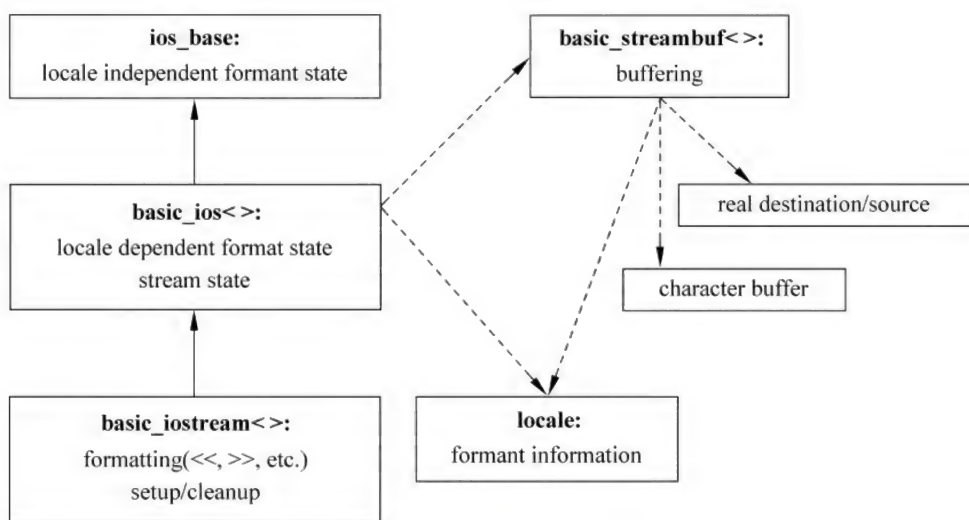 ios_base:
locale independent formant state
basic_streambuf< >:
buffering
basic_ios< >:
locale dependent format state
stream state
real destination/source
character buffer
basic_iostream< >:
formatting(<<, >>, etc.)
setup/cleanup
locale:
formant information